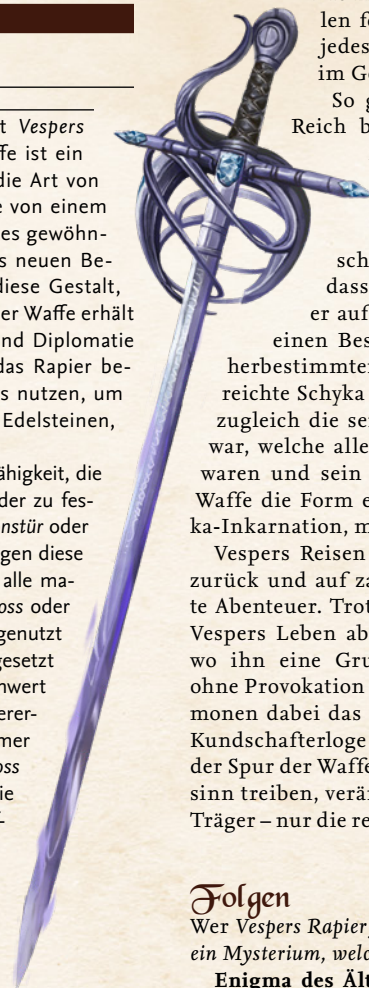 t Vespers
fe ist ein
die Art von
e von einem
es gewöhn-
s neuen Be-
diese Gestalt,
er Waffe erhält
nd Diplomatie
das Rapier be-
s nutzen, um
Edelsteinen,
ähigkeit, die
der zu fes-
nstür oder
gen diese
alle ma-
oss oder
genutzt
gesetzt
nwert
erer-
mer
oss
ie
len f
jedes
im G
So g
Reich b
sch
dass
er auf
einen Bes
herbestimmter
reichte Schyka
zugleich die se
war, welche alle
waren und sein
Waffe die Form e
ka-Inkarnation, m
Vespers Reisen
zurück und auf za
te Abenteuer. Trot
Vespers Leben ab
wo ihn eine Gru
ohne Provokation
monen dabei das
Kundschafterloge
der Spur der Waffe
sinn treiben, verä
Träger – nur die re
Folgen
Wer Vespers Rapier
ein Mysterium, welc
Enigma des Ält